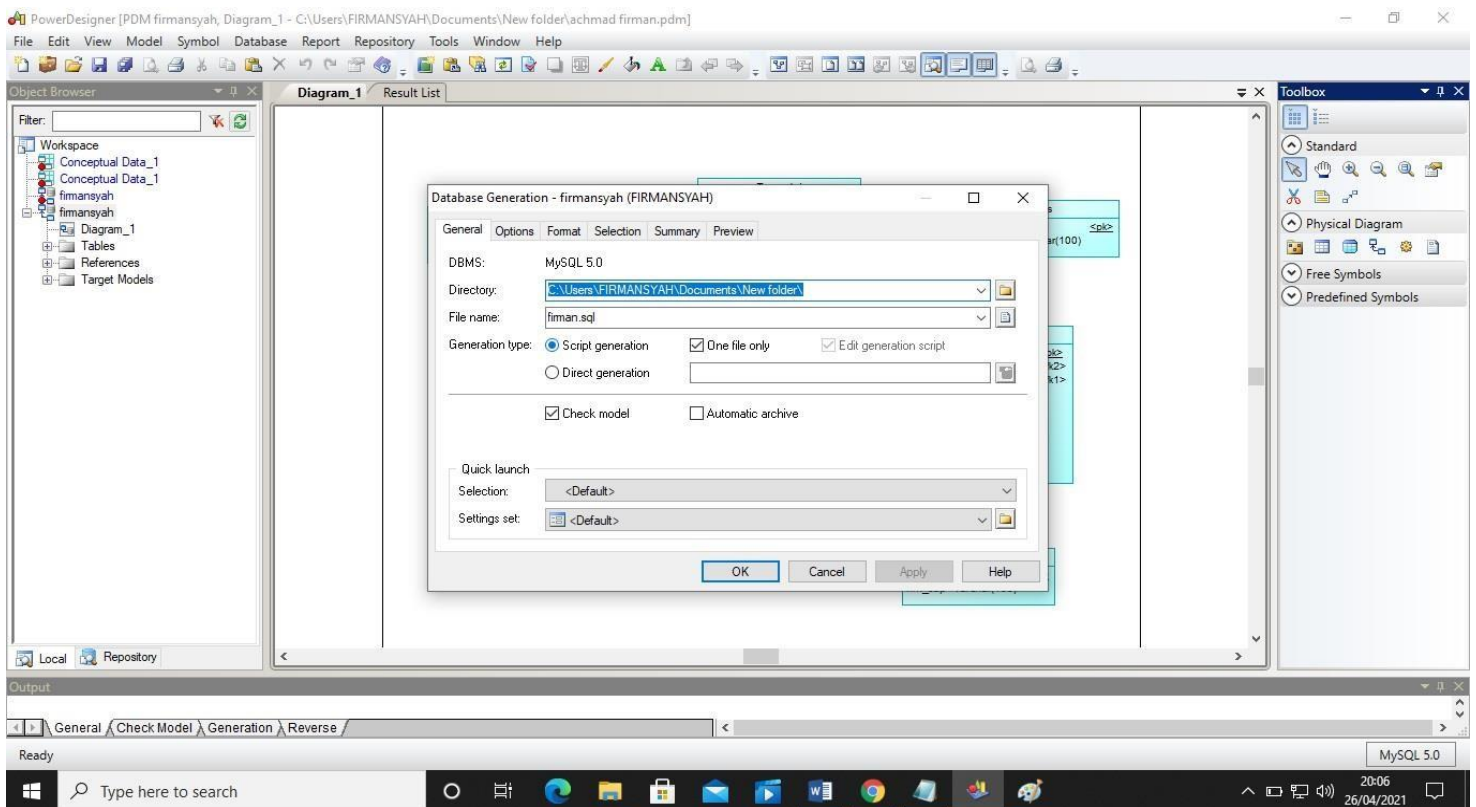 PowerDesigner [PDM firmansyah, Diagram_1 - C:\Users\FIRMANSYAH\Documents\New folder\achmad firman.pdm]
File Edit View Model Symbol Database Report Repository Tools Window Help
Object Browser
Filter:
Workspace
Conceptual Data_1
Conceptual Data_1
firmansyah
firmansyah
Diagram_1
Tables
References
Target Models
Local Repository
Diagram_1 Result List
<pk>
ar(100)
k2>
k1>
Database Generation - firmansyah (FIRMANSYAH)
General Options Format Selection Summary Preview
DBMS: MySQL 5.0
Directory: C:\Users\FIRMANSYAH\Documents\New folder\
File name: firman.sql
Generation type: Script generation One file only Edit generation script
Direct generation
Check model Automatic archive
Quick launch
Selection: <Default>
Settings set: <Default>
OK Cancel Apply Help
Toolbox
Standard
Physical Diagram
Free Symbols
Predefined Symbols
Output
General Check Model Generation Reverse
Ready
MySQL 5.0
Type here to search
20:06
26/04/2021